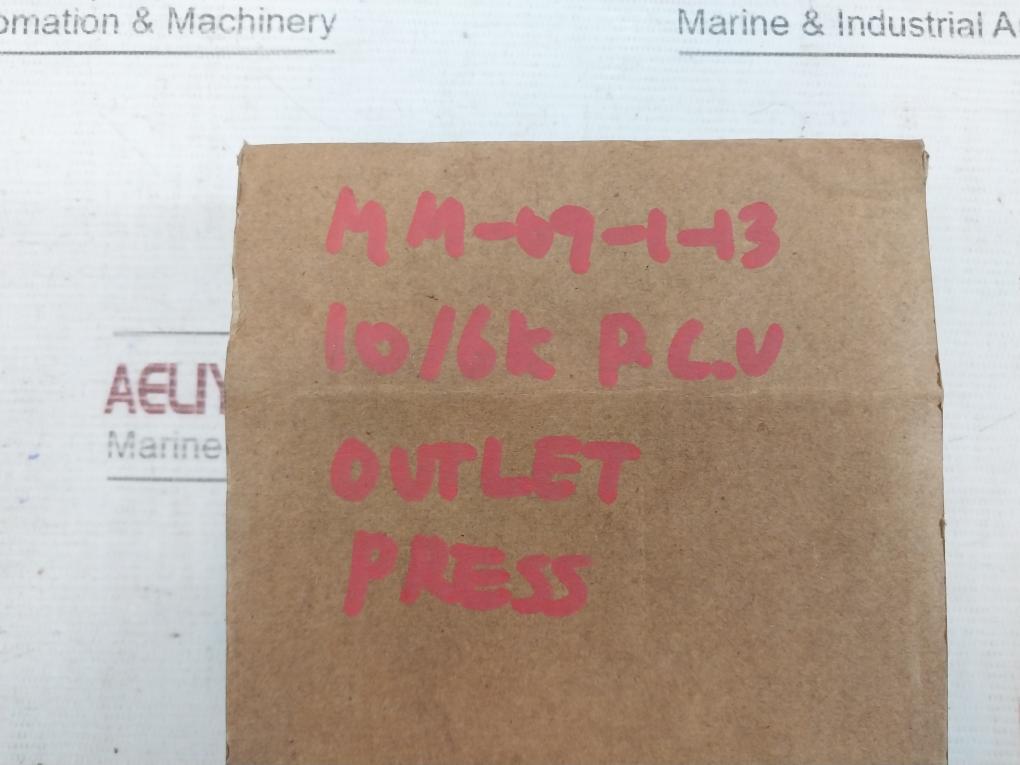 omation & Machinery
Marine & Industrial A
AELIY
Marine
MM-09-1-13
10/6K P.C.V
OUTLET
PRESS